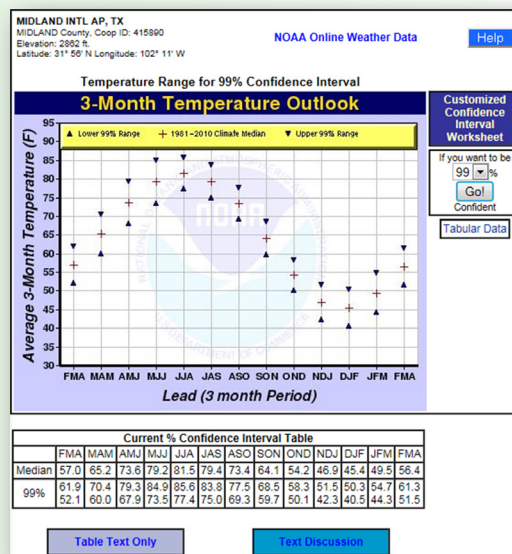 MIDLAND INTL AP, TX
MIDLAND County, Coop ID: 415890
Elevation: 2862 ft.
Latitude: 31° 56' N Longitude: 102° 11' W
NOAA Online Weather Data
Help
Temperature Range for 99% Confidence Interval
3-Month Temperature Outlook
Lower 99% Range 1981-2010 Climate Median Upper 99% Range
Average 3-Month Temperature (F)
95
90
85
80
75
70
65
60
55
50
45
40
35
30
NOAA
FMA MAM AMJ MJJ JJA JAS ASO SON OND NDJ DJF JFM FMA
Lead (3 month Period)
Customized
Confidence
Interval
Worksheet
If you want to be
99 %
Go!
Confident
Tabular Data
Current % Confidence Interval Table
FMA MAM AMJ MJJ JJA JAS ASO SON OND NDJ DJF JFM FMA
Median 57.0 65.2 73.6 79.2 81.5 79.4 73.4 64.1 54.2 46.9 45.4 49.5 56.4
99% 61.9 70.4 79.3 84.9 85.6 83.8 77.5 68.5 58.3 51.5 50.3 54.7 61.3
52.1 60.0 67.9 73.5 77.4 75.0 69.3 59.7 50.1 42.3 40.5 44.3 51.5
Table Text Only
Text Discussion